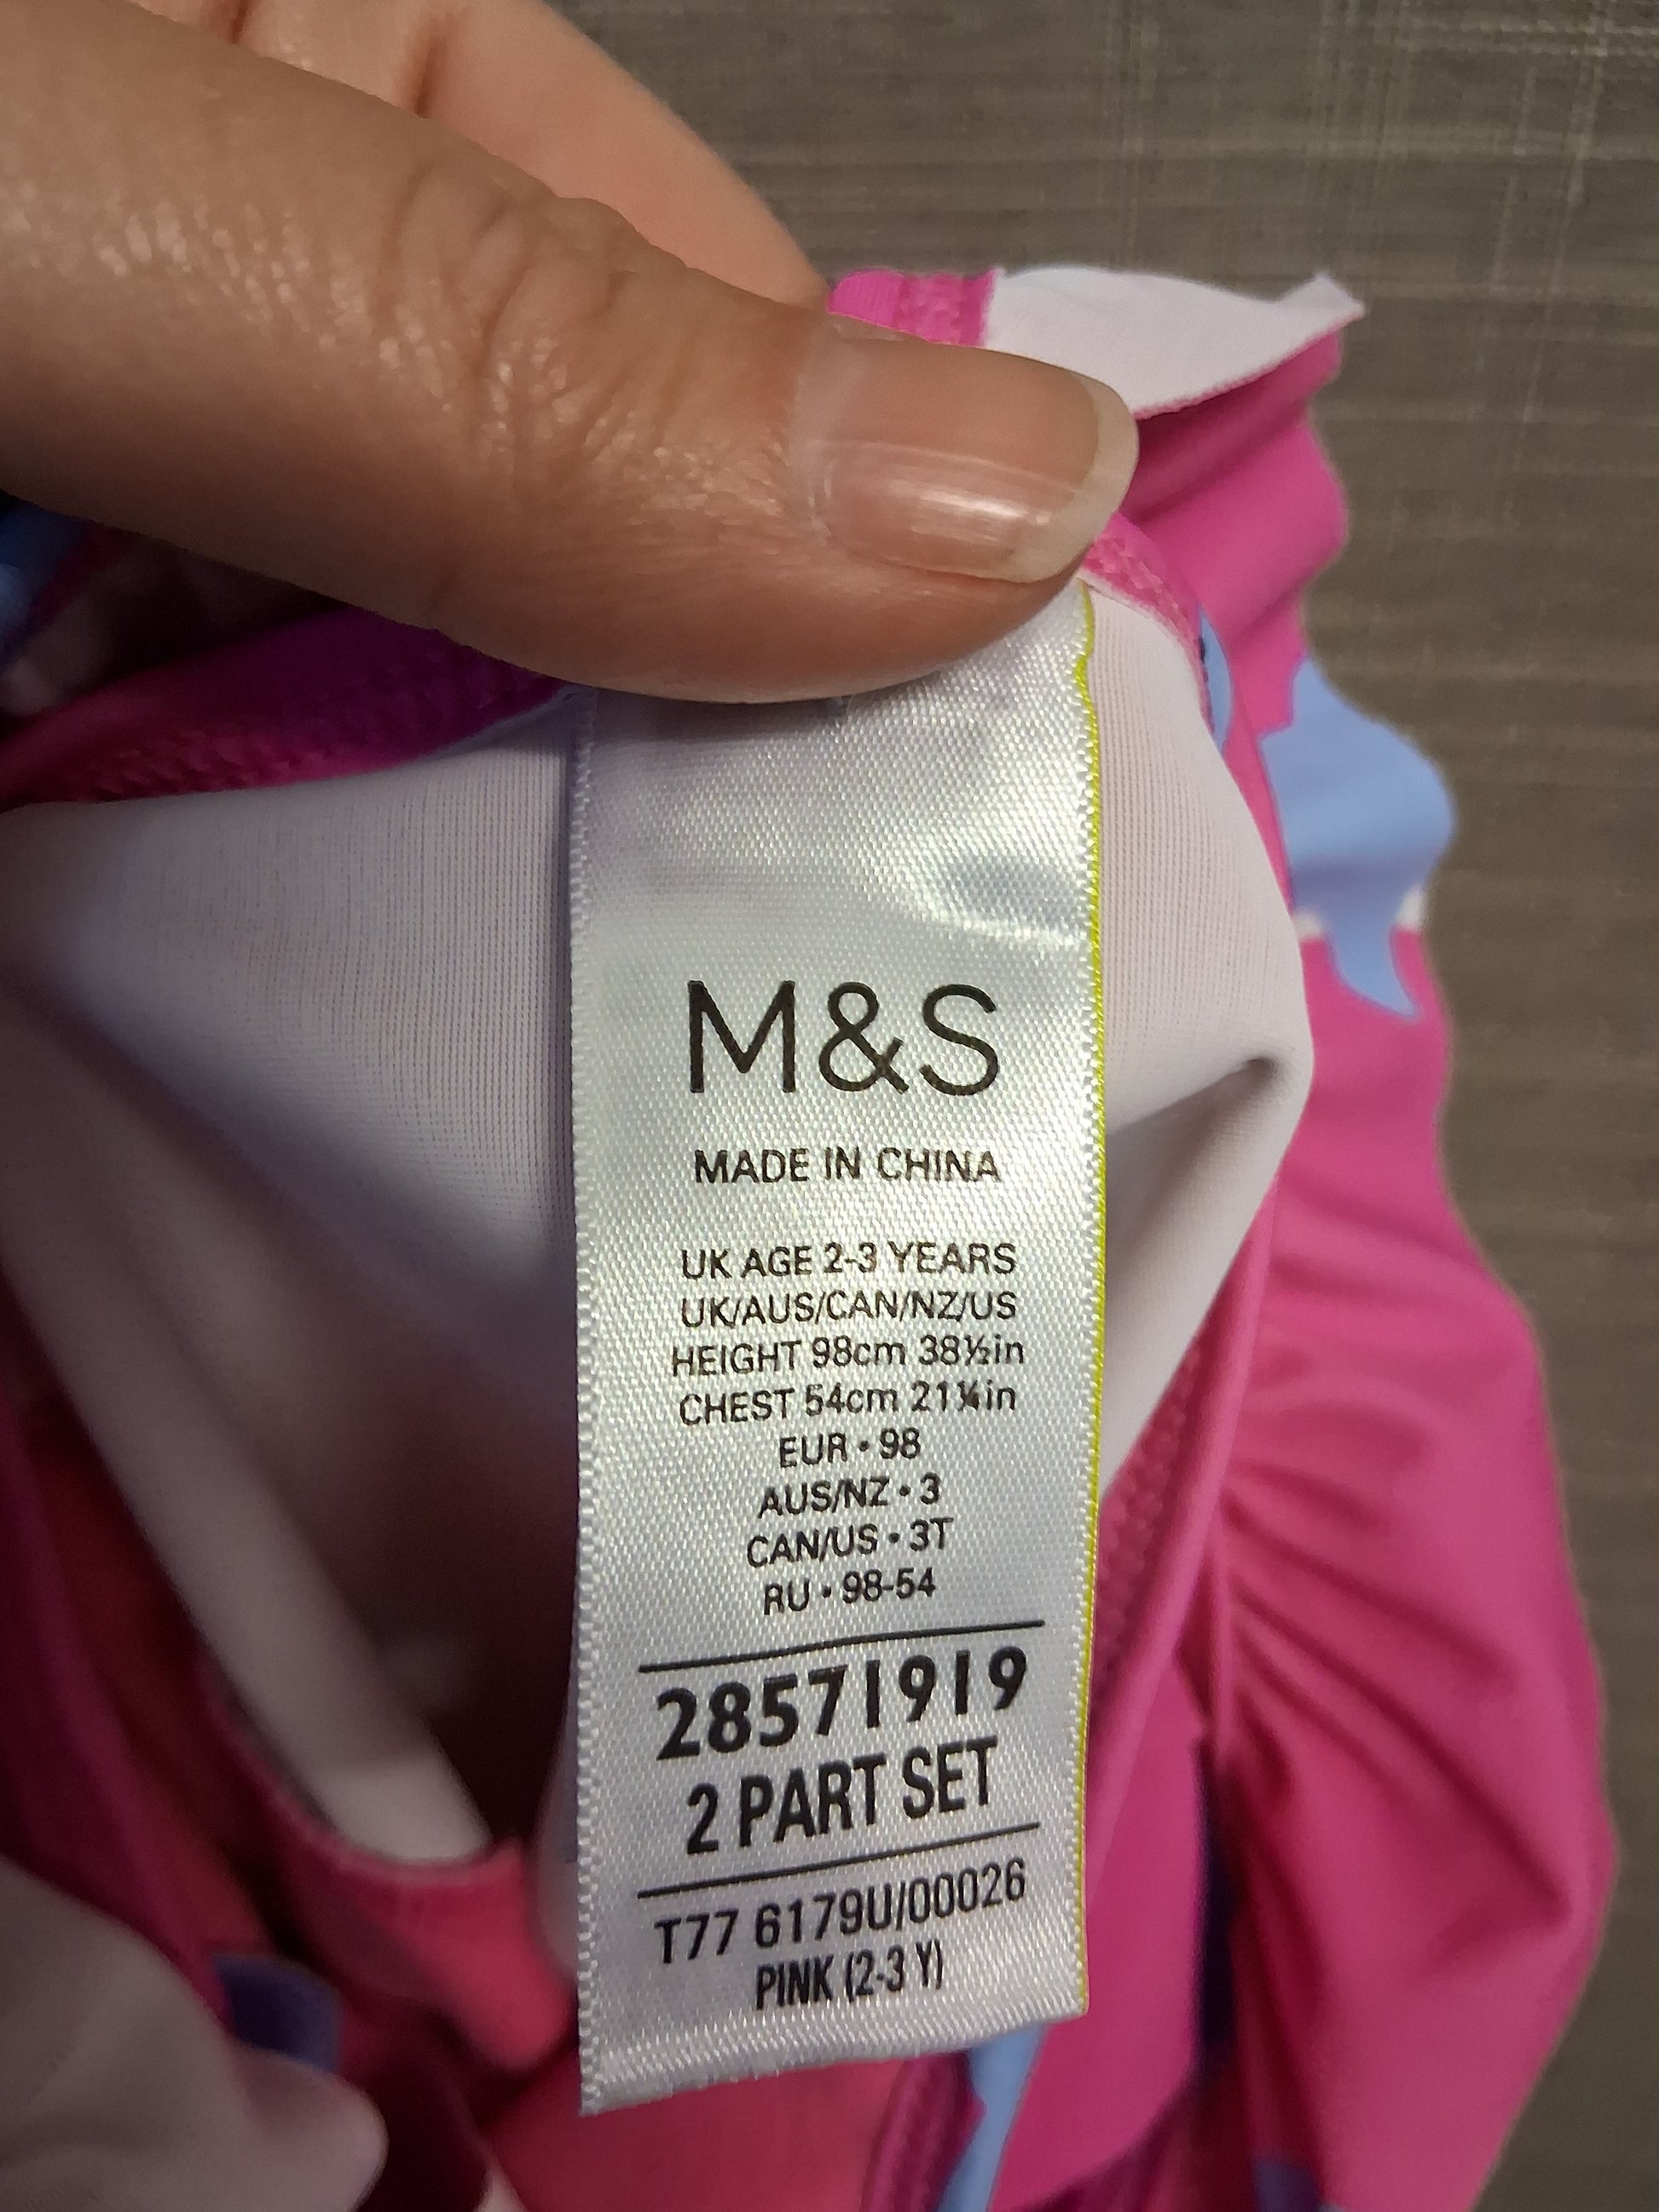 M&S
MADE IN CHINA
UK AGE 2-3 YEARS
UK/AUS/CAN/NZ/US
HEIGHT 98cm 38½in
CHEST 54cm 21¼in
EUR • 98
AUS/NZ • 3
CAN/US • 3T
RU • 98-54
28571919
2 PART SET
T77 6179U/00026
PINK (2-3 Y)